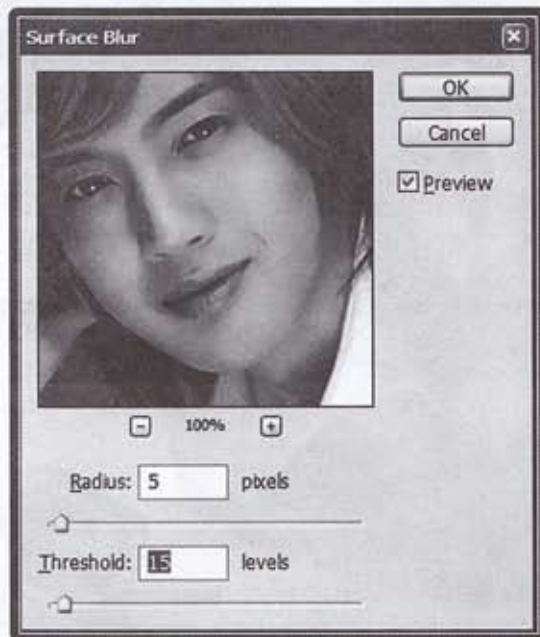 Surface Blur
OK
Cancel
Preview
100%
Radius: 5 pixels
Threshold: 15 levels